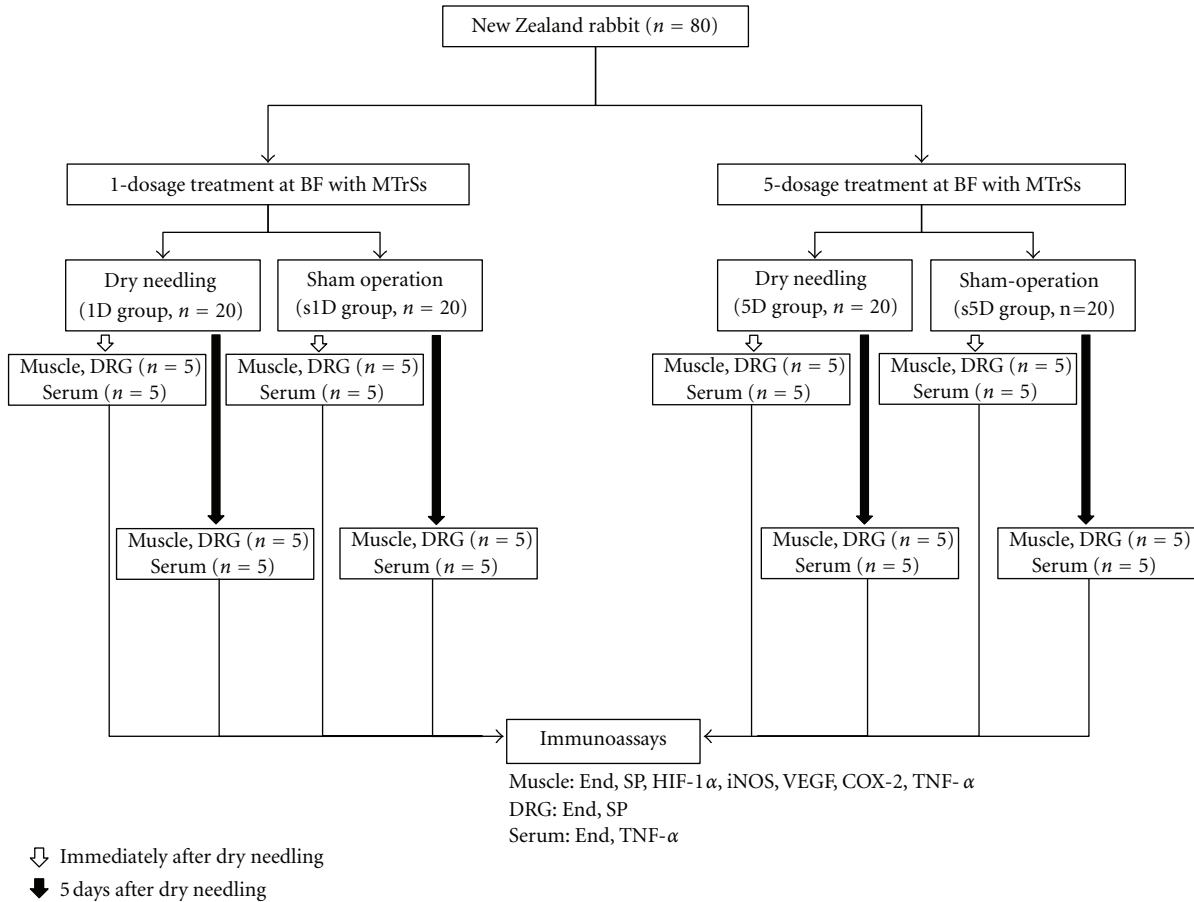 New Zealand rabbit (n = 80)
1-dosage treatment at BF with MTrSs
5-dosage treatment at BF with MTrSs
Dry needling
(1D group, n = 20)
Sham operation
(s1D group, n = 20)
Dry needling
(5D group, n = 20)
Sham-operation
(s5D group, n=20)
Muscle, DRG (n = 5)
Serum (n = 5)
Muscle, DRG (n = 5)
Serum (n = 5)
Muscle, DRG (n = 5)
Serum (n = 5)
Muscle, DRG (n = 5)
Serum (n = 5)
Muscle, DRG (n = 5)
Serum (n = 5)
Muscle, DRG (n = 5)
Serum (n = 5)
Muscle, DRG (n = 5)
Serum (n = 5)
Muscle, DRG (n = 5)
Serum (n = 5)
Immunoassays
Muscle: End, SP, HIF-1α, iNOS, VEGF, COX-2, TNF-α
DRG: End, SP
Serum: End, TNF-α
Immediately after dry needling
5 days after dry needling